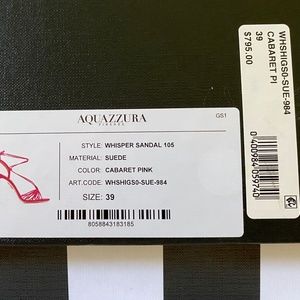 AQUAZZURA
FIRENZE
GS1
STYLE: WHISPER SANDAL 105
MATERIAL: SUEDE
COLOR: CABARET PINK
ART.CODE: WHSHIGS0-SUE-984
SIZE: 39
8058843183185
WHSHIGS0-SUE-984
CABARET PI
39
$795.00
0400984059740